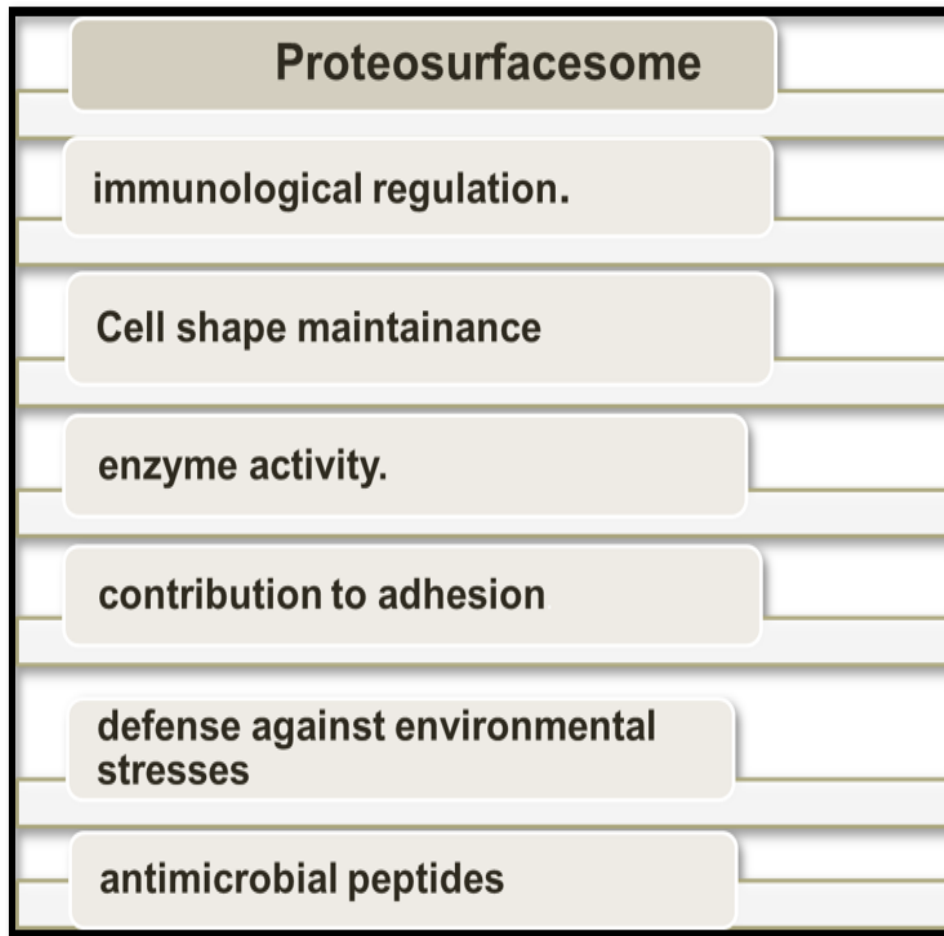 Proteosurfacesome
immunological regulation.
Cell shape maintainance
enzyme activity.
contribution to adhesion.
defense against environmental
stresses
antimicrobial peptides